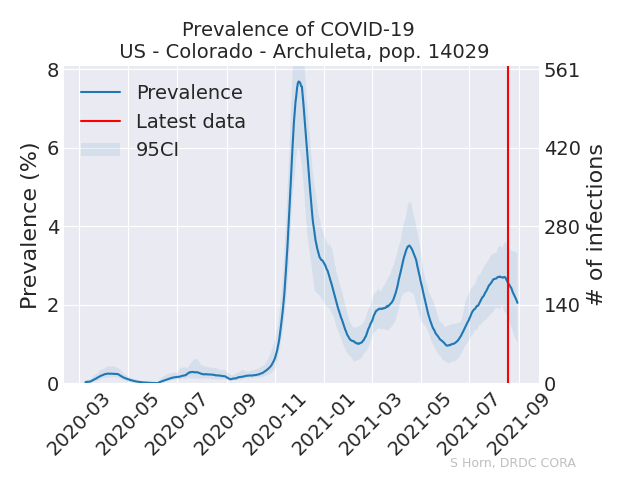 Prevalence of COVID-19
US - Colorado - Archuleta, pop. 14029
Prevalence
Latest data
95CI
Prevalence (%)
8
6
4
2
0
561
420
280
140
0
# of infections
2020-03
2020-05
2020-07
2020-09
2020-11
2021-01
2021-03
2021-05
2021-07
2021-09
S Horn, DRDC CORA